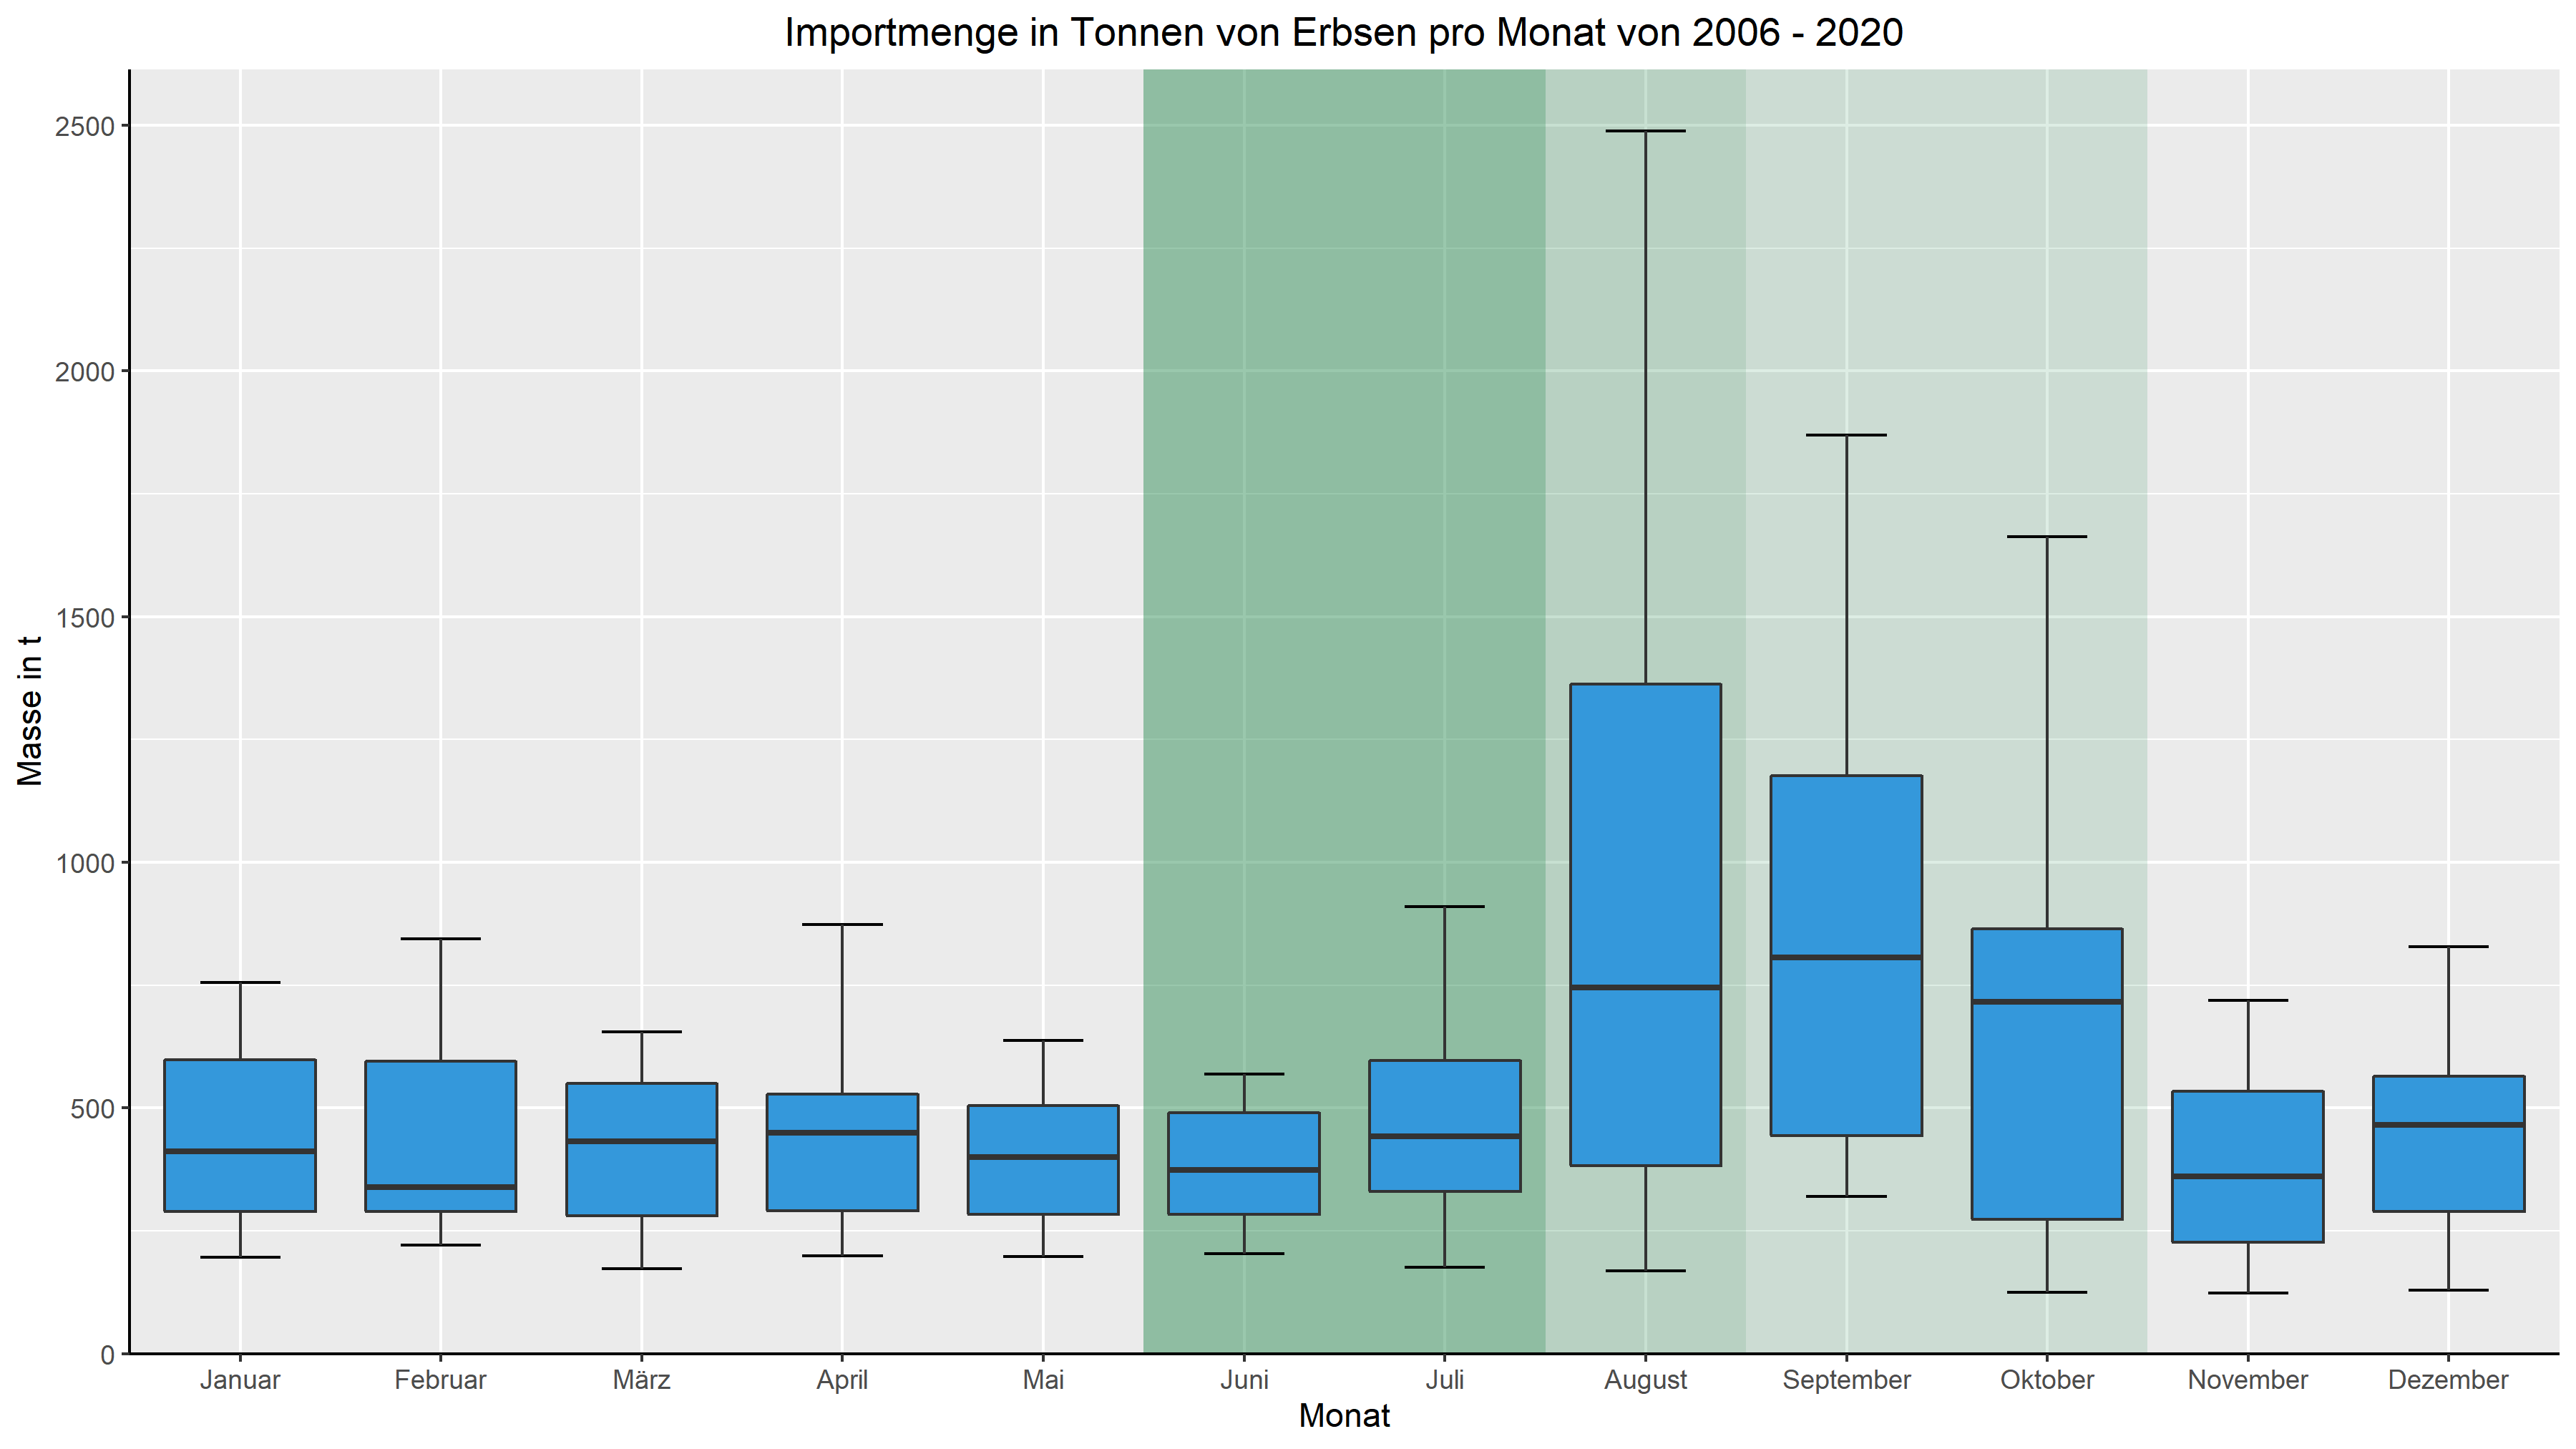 Importmenge in Tonnen von Erbsen pro Monat von 2006 - 2020
2500
2000
1500
1000
500
0
Masse in t
Januar Februar März April Mai Juni Juli August September Oktober November Dezember
Monat